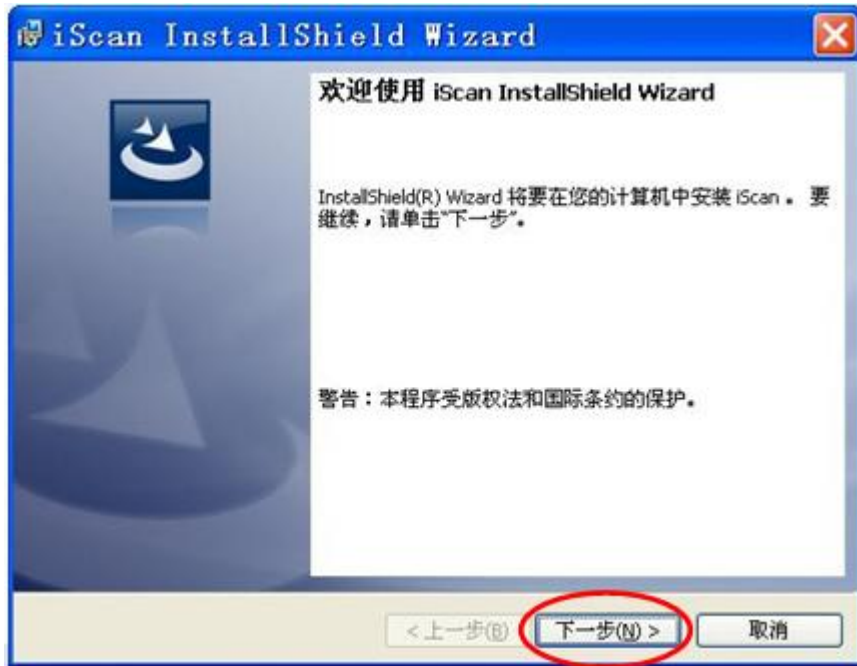 iScan InstallShield Wizard
欢迎使用 iScan InstallShield Wizard
InstallShield(R) Wizard 将要在您的计算机中安装 iScan 。 要
继续，请单击“下一步”。
警告：本程序受版权法和国际条约的保护。
< 上一步(B) 下一步(N) > 取消